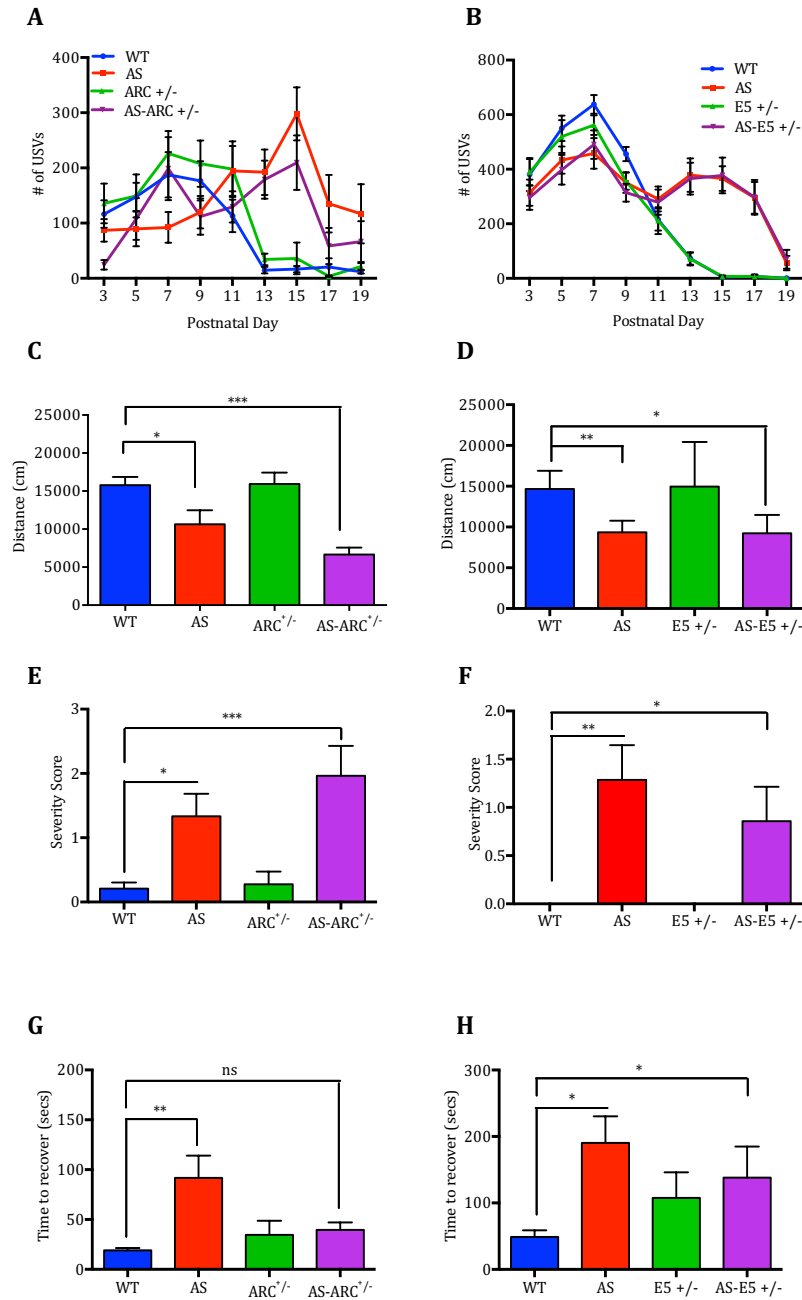 A
B
WT
AS
ARC +/-
AS-ARC +/-
# of USVs
400
300
200
100
0
3 5 7 9 11 13 15 17 19
Postnatal Day
WT
AS
E5 +/-
AS-E5 +/-
# of USVs
800
600
400
200
0
3 5 7 9 11 13 15 17 19
Postnatal Day
C
D
Distance (cm)
25000
20000
15000
10000
5000
0
***
*
WT AS ARC+/- AS-ARC+/-
Distance (cm)
25000
20000
15000
10000
5000
0
*
**
WT AS E5 +/- AS-E5 +/-
E
F
Severity Score
3
2
1
0
***
*
WT AS ARC+/- AS-ARC+/-
Severity Score
2.0
1.5
1.0
0.5
0.0
*
**
WT AS E5 +/- AS-E5 +/-
G
H
Time to recover (secs)
200
150
100
50
0
ns
**
WT AS ARC+/- AS-ARC+/-
Time to recover (secs)
300
200
100
0
*
*
WT AS E5 +/- AS-E5 +/-